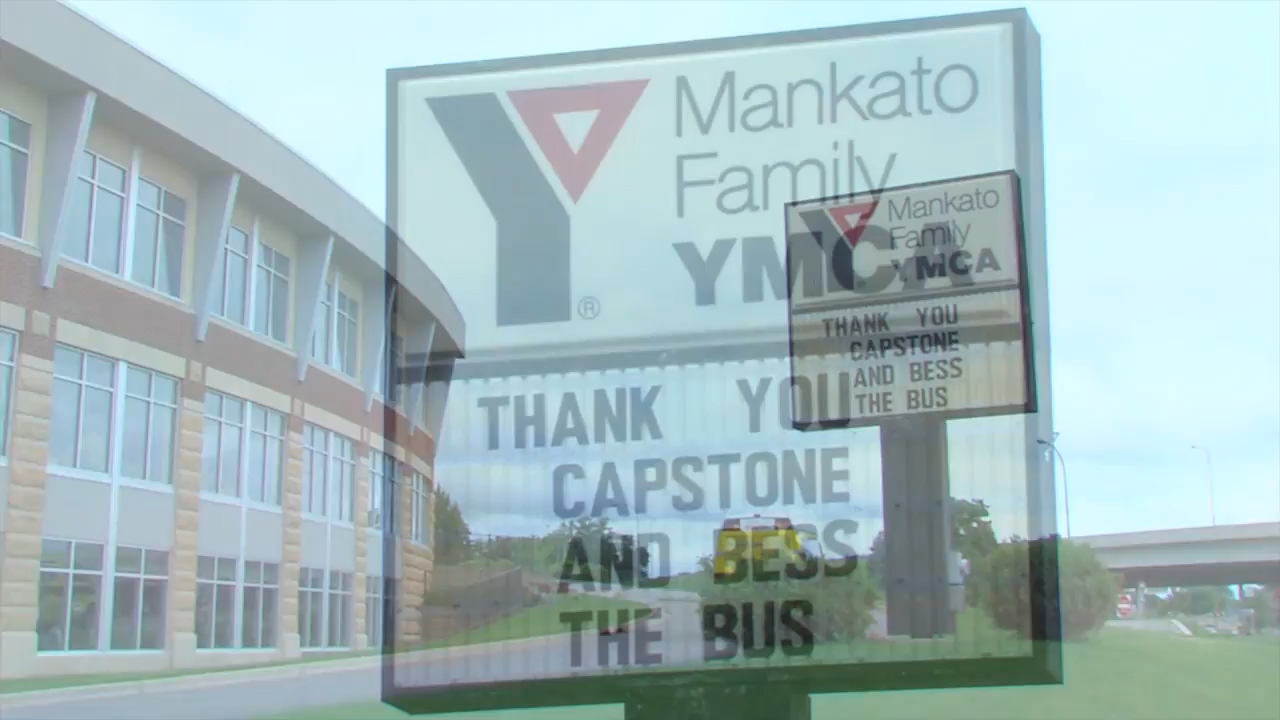 Mankato
Family
YMCA
®
THANK YOU
CAPSTONE
AND BESS
THE BUS
Mankato
Family
YMCA
THANK YOU
CAPSTONE
AND BESS
THE BUS